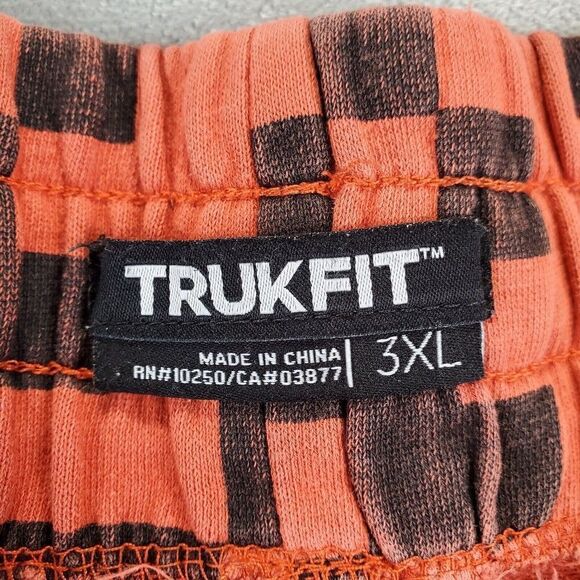 TRUKFIT™
MADE IN CHINA
RN#10250/CA#03877
3XL